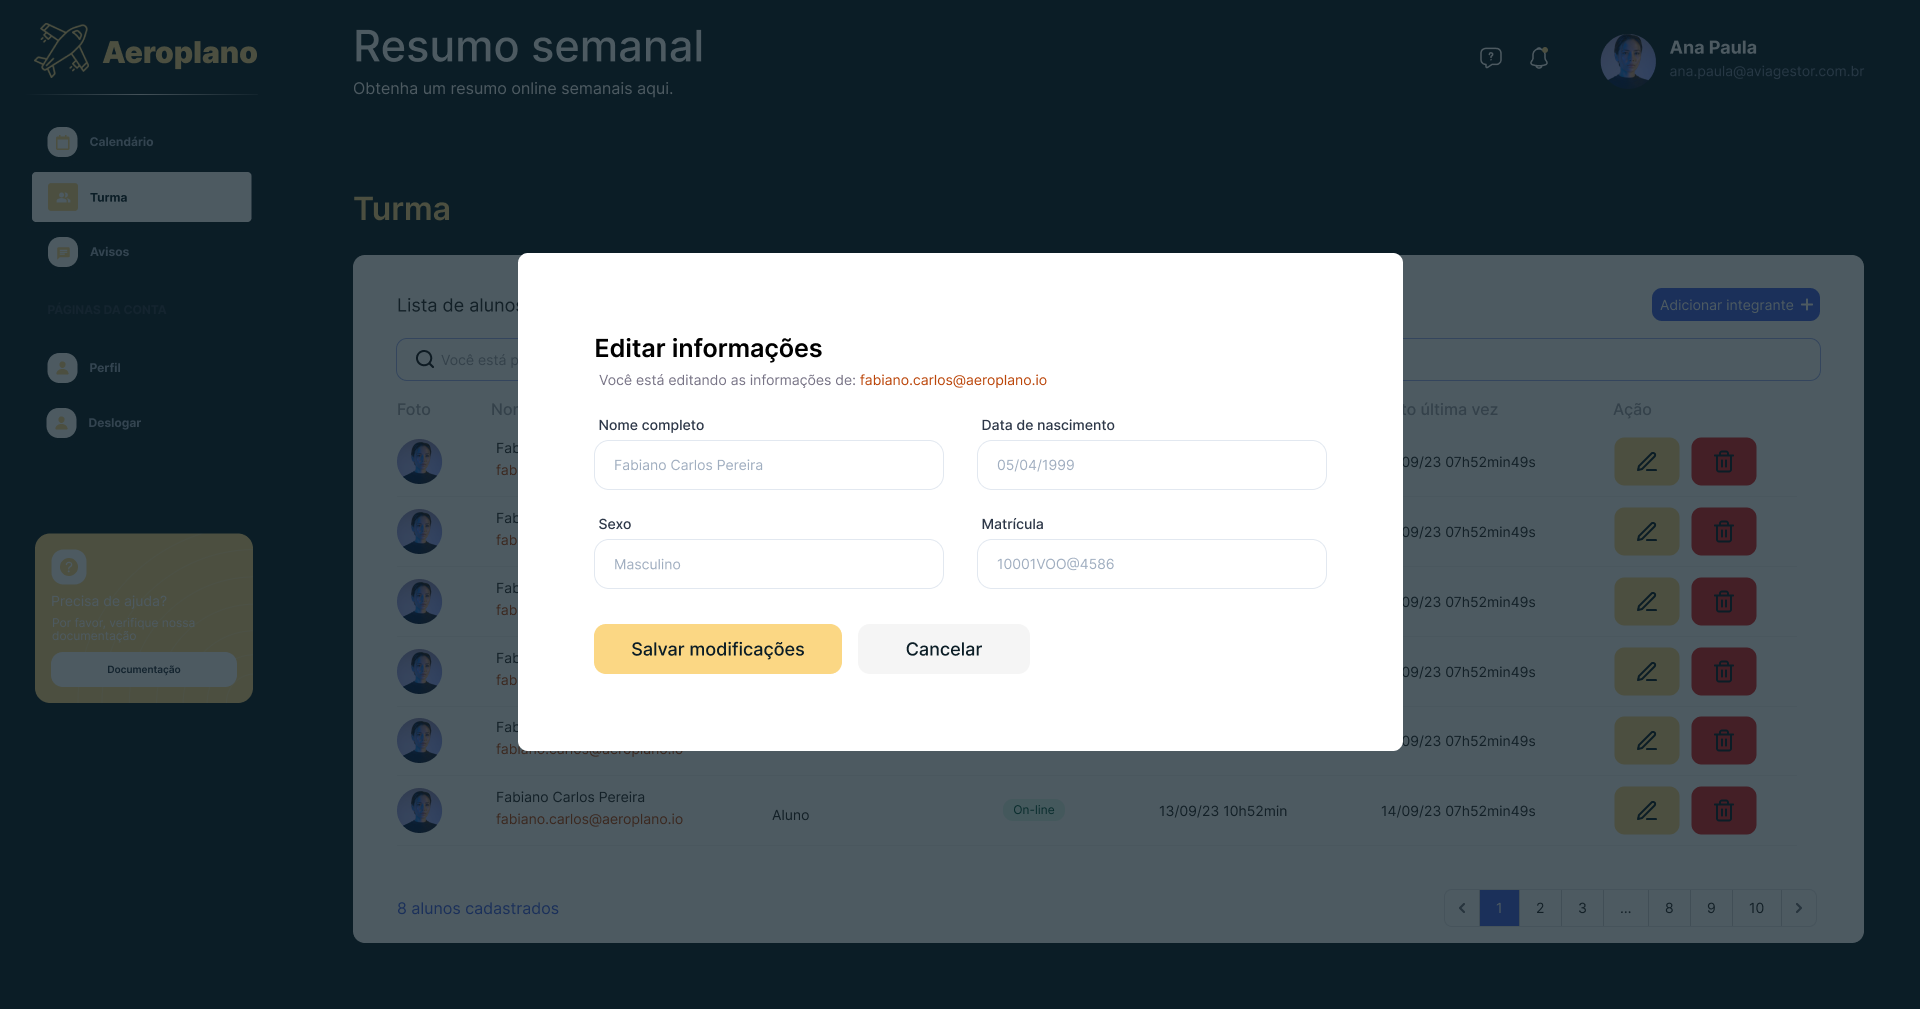 Aeroplano
Resumo semanal
Obtenha um resumo online semanais aqui.
Ana Paula
ana.paula@aviagestor.com.br
Calendário
Turma
Avisos
PÁGINAS DA CONTA
Perfil
Deslogar
Precisa de ajuda?
Por favor, verifique nossa
documentação
Documentação
Turma
Lista de alunos
Adicionar integrante +
Você está p
Foto
Nor
to última vez
Ação
Fab
fab
09/23 07h52min49s
Fab
fab
09/23 07h52min49s
Fab
fab
09/23 07h52min49s
Fab
fab
09/23 07h52min49s
Fab
fabiano.carlos@aeroplano.io
09/23 07h52min49s
Fabiano Carlos Pereira
fabiano.carlos@aeroplano.io
Aluno
On-line
13/09/23 10h52min
14/09/23 07h52min49s
8 alunos cadastrados
< 1 2 3 ... 8 9 10 >
Editar informações
Você está editando as informações de: fabiano.carlos@aeroplano.io
Nome completo
Fabiano Carlos Pereira
Data de nascimento
05/04/1999
Sexo
Masculino
Matrícula
10001VOO@4586
Salvar modificações
Cancelar